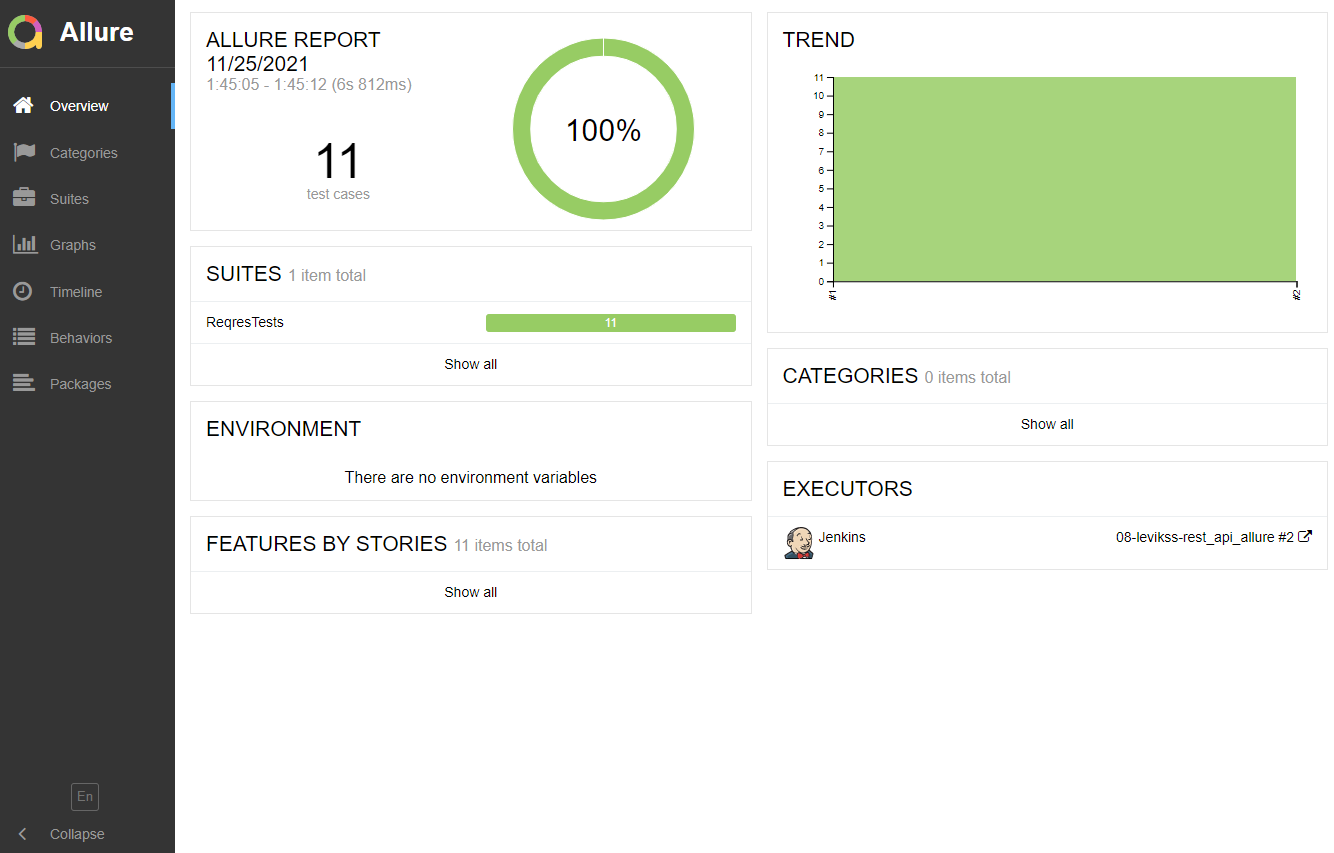 Allure
Overview
Categories
Suites
Graphs
Timeline
Behaviors
Packages
En
Collapse
ALLURE REPORT
11/25/2021
1:45:05 - 1:45:12 (6s 812ms)
11
test cases
100%
SUITES 1 item total
ReqresTests 11
Show all
ENVIRONMENT
There are no environment variables
FEATURES BY STORIES 11 items total
Show all
TREND
11
10
9
8
7
6
5
4
3
2
1
0
#1
#2
CATEGORIES 0 items total
Show all
EXECUTORS
Jenkins 08-levikss-rest_api_allure #2